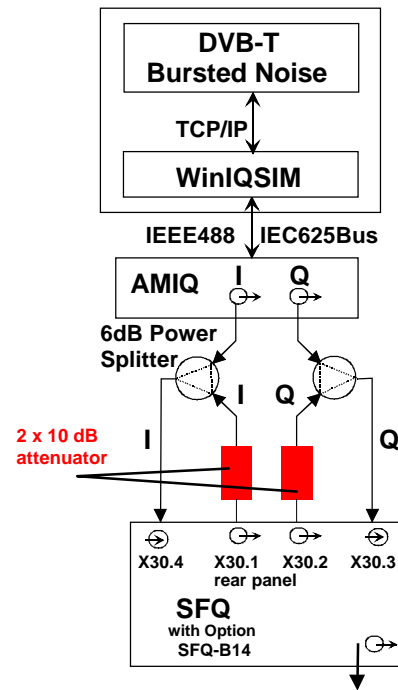 DVB-T
Bursted Noise
TCP/IP
WinIQSIM
IEEE488 IEC625Bus
AMIQ
I Q
6dB Power
Splitter
I Q
2 x 10 dB
attenuator
I Q
X30.4 X30.1 X30.2 X30.3
rear panel
SFQ
with Option
SFQ-B14